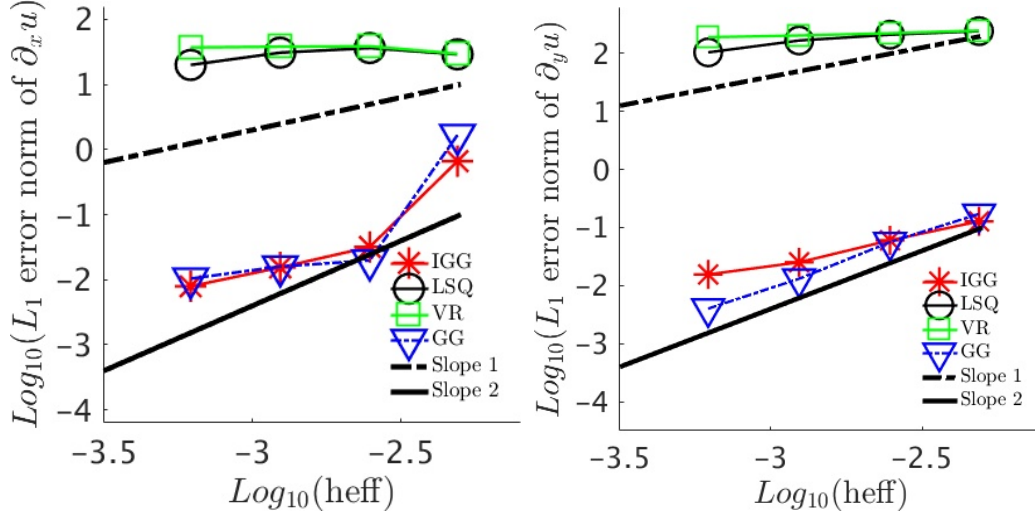 2
1
0
-1
-2
-3
-4
-3.5
-3
-2.5
Log₁₀(L₁ error norm of ∂ₓu)
Log₁₀(heff)
IGG
LSQ
VR
GG
Slope 1
Slope 2
2
1
0
-1
-2
-3
-4
-3.5
-3
-2.5
Log₁₀(L₁ error norm of ∂_y u)
Log₁₀(heff)
IGG
LSQ
VR
GG
Slope 1
Slope 2